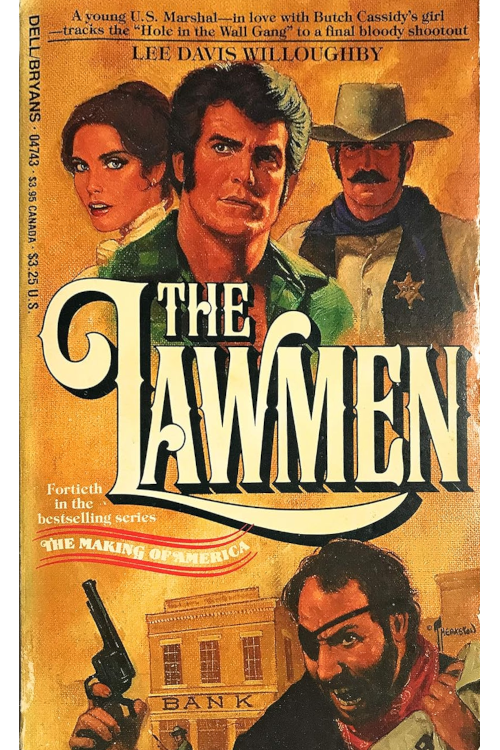 A young U.S. Marshal—in love with Butch Cassidy's girl
—tracks the "Hole in the Wall Gang" to a final bloody shootout
LEE DAVIS WILLOUGHBY
DELL/BRYANS · 04743 · $3.95 CANADA · $3.25 U.S
THE
LAWMEN
Fortieth
in the
bestselling series
THE MAKING OF AMERICA
BANK